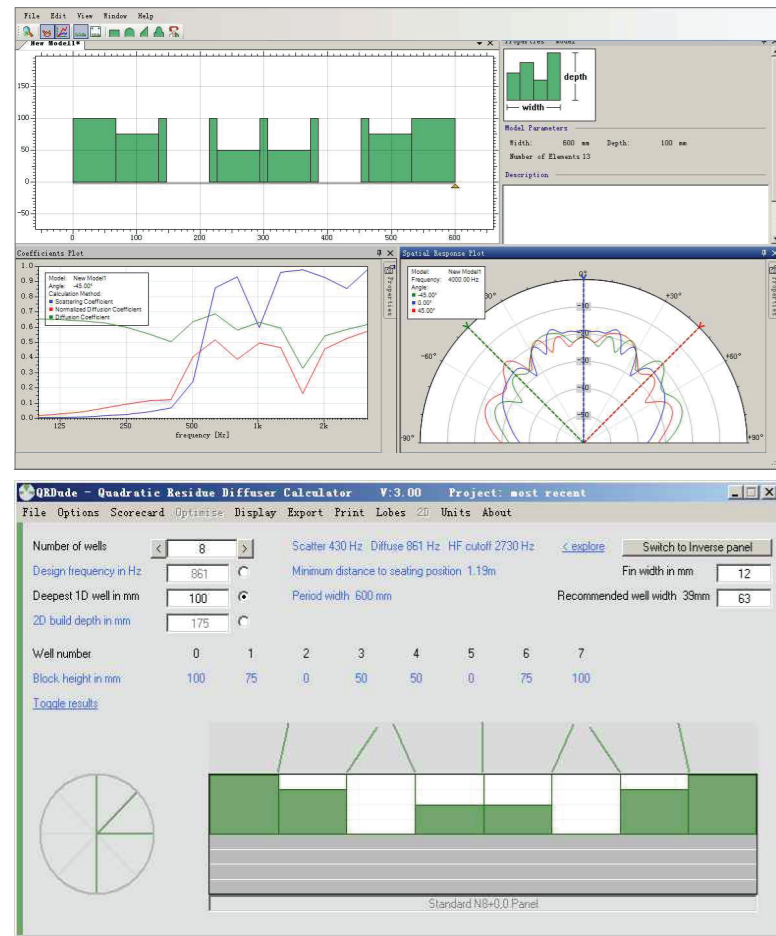 File Edit View Window Help
New Model1*
Properties Model
150
100
50
0
-50
0 100 200 300 400 500 600
depth
width
Model Parameters
Width: 600 mm Depth: 100 mm
Number of Elements 13
Description
Coefficients Plot
Model: New Model1
Angle: -45.00°
Calculation Method:
Scattering Coefficient
Normalized Diffusion Coefficient
Diffusion Coefficient
1.0
0.9
0.8
0.7
0.6
0.5
0.4
0.3
0.2
0.1
0.0
125 250 500 1k 2k
frequency [Hz]
Properties
Spatial Response Plot
Model: New Model1
Frequency: 4000.00 Hz
Angle:
-45.00°
0.00°
45.00°
0°
30°
+30°
-60°
+60°
-90°
+90°
Properties
QRDude - Quadratic Residue Diffuser Calculator V:3.00 Project: most recent
File Options Scorecard Optimise Display Export Print Lobes 2D Units About
Number of wells < 8 > Scatter 430 Hz Diffuse 861 Hz HF cutoff 2730 Hz < explore Switch to Inverse panel
Design frequency in Hz 861 Minimum distance to seating position 1.19m Fin width in mm 12
Deepest 1D well in mm 100 Period width 600 mm Recommended well width 39mm 63
2D build depth in mm 175
Well number 0 1 2 3 4 5 6 7
Block height in mm 100 75 0 50 50 0 75 100
Toggle results
Standard N8+0,0 Panel